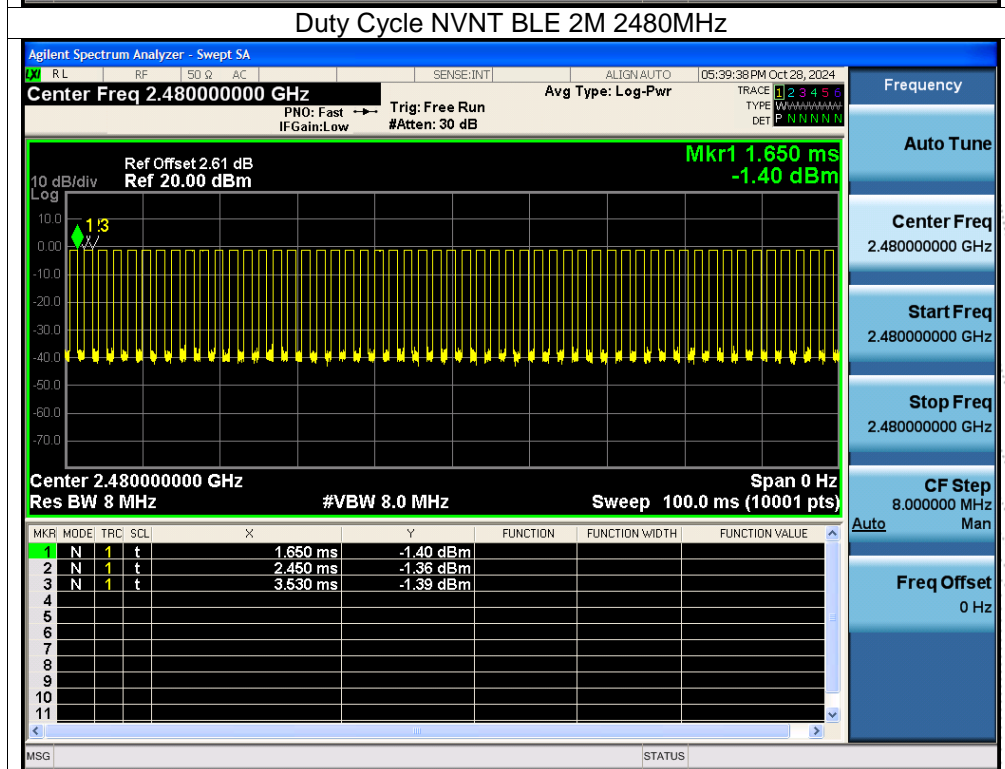 Duty Cycle NVNT BLE 2M 2480MHz
Agilent Spectrum Analyzer - Swept SA
LXI RL RF 50 Ω AC SENSE:INT ALIGN AUTO 05:39:38 PM Oct 28, 2024
Center Freq 2.480000000 GHz Avg Type: Log-Pwr TRACE 1 2 3 4 5 6
PNO: Fast Trig: Free Run TYPE WWWWWW
IFGain:Low #Atten: 30 dB DET P N N N N N
Mkr1 1.650 ms
-1.40 dBm
Ref Offset 2.61 dB
10 dB/div Ref 20.00 dBm
Log
10.0
0.00
-10.0
-20.0
-30.0
-40.0
-50.0
-60.0
-70.0
Center 2.480000000 GHz Span 0 Hz
Res BW 8 MHz #VBW 8.0 MHz Sweep 100.0 ms (10001 pts)
MKR MODE TRC SCL X Y FUNCTION FUNCTION WIDTH FUNCTION VALUE
1 N 1 t 1.650 ms -1.40 dBm
2 N 1 t 2.450 ms -1.36 dBm
3 N 1 t 3.530 ms -1.39 dBm
4
5
6
7
8
9
10
11
MSG STATUS
Frequency
Auto Tune
Center Freq
2.480000000 GHz
Start Freq
2.480000000 GHz
Stop Freq
2.480000000 GHz
CF Step
8.000000 MHz
Auto Man
Freq Offset
0 Hz